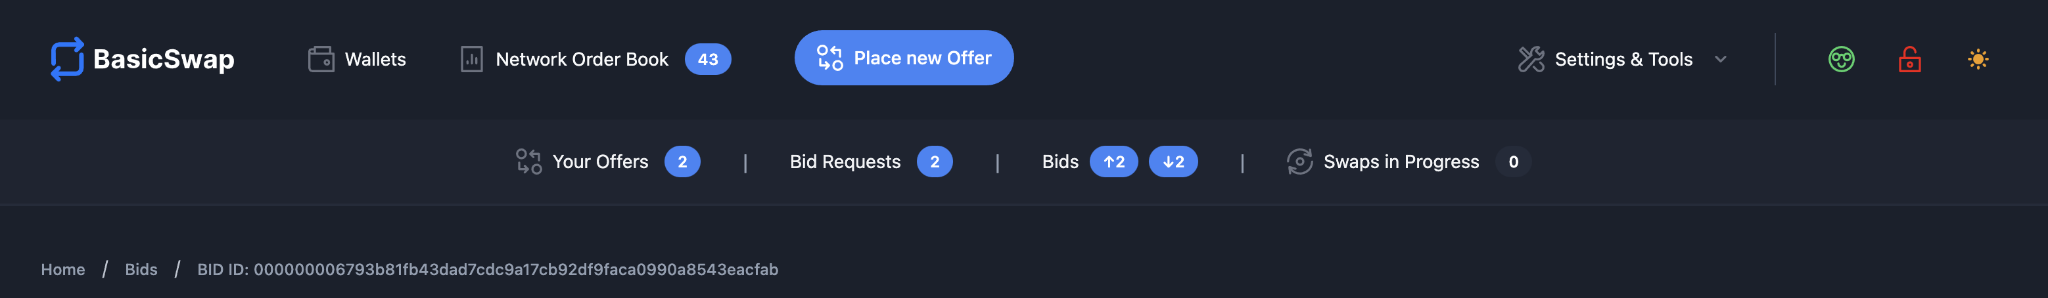 BasicSwap Wallets Network Order Book 43 Place new Offer Settings & Tools
Your Offers 2 | Bid Requests 2 | Bids ↑2 ↓2 | Swaps in Progress 0
Home / Bids / BID ID: 000000006793b81fb43dad7cdc9a17cb92df9faca0990a8543eacfab